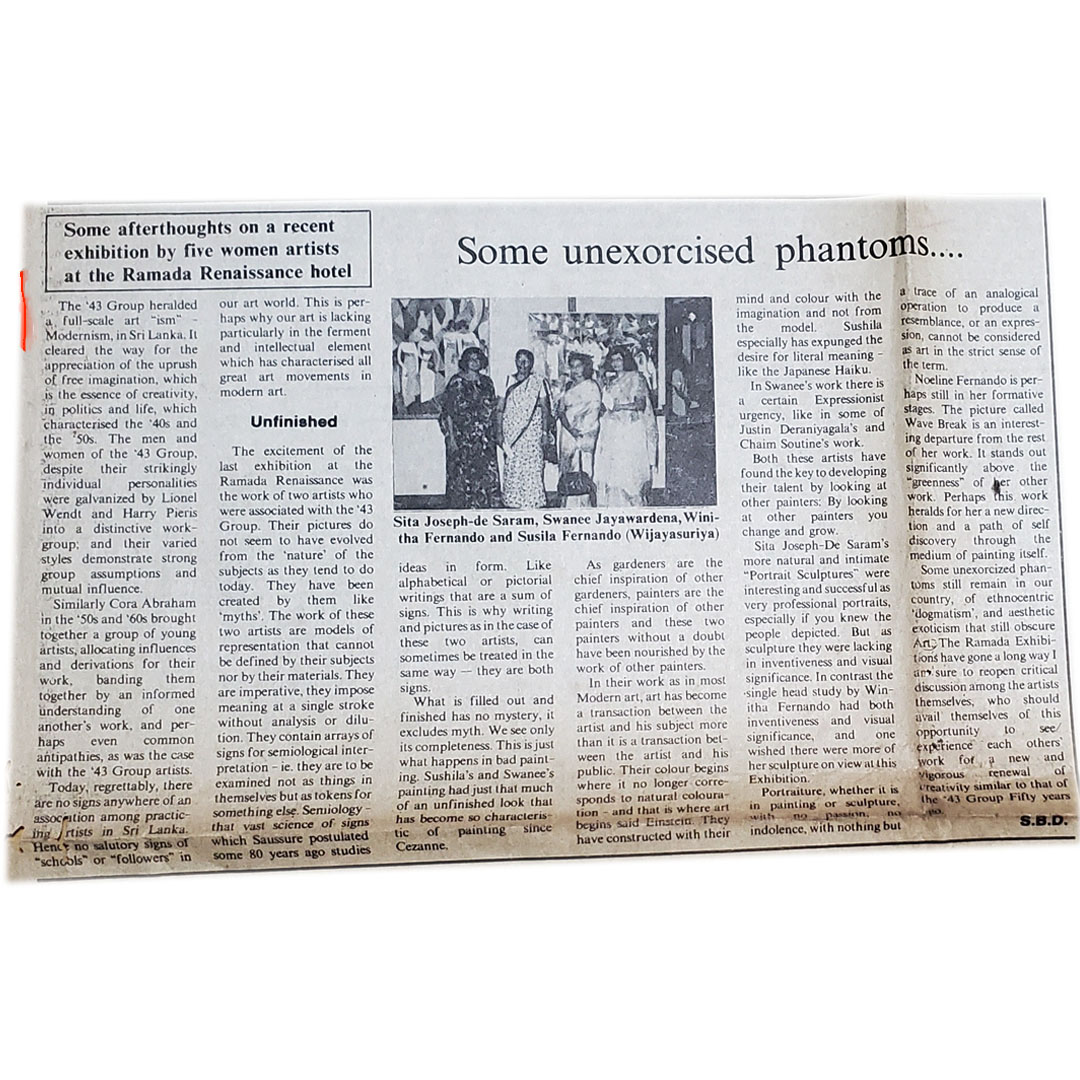 Some afterthoughts on a recent
exhibition by five women artists
at the Ramada Renaissance hotel
Some unexorcised phantoms....
The '43 Group heralded
a full-scale art "ism" -
Modernism, in Sri Lanka. It
cleared the way for the
appreciation of the uprush
of free imagination, which
is the essence of creativity,
in politics and life, which
characterised the '40s and
the '50s. The men and
women of the '43 Group,
despite their strikingly
individual personalities
were galvanized by Lionel
Wendt and Harry Pieris
into a distinctive work-
group; and their varied
styles demonstrate strong
group assumptions and
mutual influence.
Similarly Cora Abraham
in the '50s and '60s brought
together a group of young
artists, allocating influences
and derivations for their
work, banding them
together by an informed
understanding of one
another's work, and per-
haps even common
antipathies, as was the case
with the '43 Group artists.
Today, regrettably, there
are no signs anywhere of an
association among practic-
ing artists in Sri Lanka.
Hence no salutory signs of
"schools" or "followers" in
our art world. This is per-
haps why our art is lacking
particularly in the ferment
and intellectual element
which has characterised all
great art movements in
modern art.
Unfinished
The excitement of the
last exhibition at the
Ramada Renaissance was
the work of two artists who
were associated with the '43
Group. Their pictures do
not seem to have evolved
from the 'nature' of the
subjects as they tend to do
today. They have been
created by them like
'myths'. The work of these
two artists are models of
representation that cannot
be defined by their subjects
nor by their materials. They
are imperative, they impose
meaning at a single stroke
without analysis or dilu-
tion. They contain arrays of
signs for semiological inter-
pretation - ie. they are to be
examined not as things in
themselves but as tokens for
something else. Semiology -
that vast science of signs
which Saussure postulated
some 80 years ago studies
Sita Joseph-de Saram, Swanee Jayawardena, Wini-
tha Fernando and Susila Fernando (Wijayasuriya)
ideas in form. Like
alphabetical or pictorial
writings that are a sum of
signs. This is why writing
and pictures as in the case of
these two artists, can
sometimes be treated in the
same way — they are both
signs.
What is filled out and
finished has no mystery, it
excludes myth. We see only
its completeness. This is just
what happens in bad paint-
ing. Sushila's and Swanee's
painting had just that much
of an unfinished look that
has become so characteris-
tic of painting since
Cezanne.
As gardeners are the
chief inspiration of other
gardeners, painters are the
chief inspiration of other
painters and these two
painters without a doubt
have been nourished by the
work of other painters.
In their work as in most
Modern art, art has become
a transaction between the
artist and his subject more
than it is a transaction bet-
ween the artist and his
public. Their colour begins
where it no longer corre-
sponds to natural coloura-
tion - and that is where art
begins said Einstein. They
have constructed with their
mind and colour with the
imagination and not from
the model. Sushila
especially has expunged the
desire for literal meaning -
like the Japanese Haiku.
In Swanee's work there is
a certain Expressionist
urgency, like in some of
Justin Deraniyagala's and
Chaim Soutine's work.
Both these artists have
found the key to developing
their talent by looking at
other painters; By looking
at other painters you
change and grow.
Sita Joseph-De Saram's
more natural and intimate
"Portrait Sculptures" were
interesting and successful as
very professional portraits,
especially if you knew the
people depicted. But as
sculpture they were lacking
in inventiveness and visual
significance. In contrast the
single head study by Win-
itha Fernando had both
inventiveness and visual
significance, and one
wished there were more of
her sculpture on view at this
Exhibition.
Portraiture, whether it is
in painting or sculpture,
with no passion, no
indolence, with nothing but
a trace of an analogical
operation to produce a
resemblance, or an expres-
sion, cannot be considered
as art in the strict sense of
the term.
Noeline Fernando is per-
haps still in her formative
stages. The picture called
Wave Break is an interest-
ing departure from the rest
of her work. It stands out
significantly above the
"greenness" of her other
work. Perhaps this work
heralds for her a new direc-
tion and a path of self
discovery through the
medium of painting itself.
Some unexorized phan-
toms still remain in our
country, of ethnocentric
'dogmatism', and aesthetic
exoticism that still obscure
Art. The Ramada Exhibi-
tions have gone a long way I
am sure to reopen critical
discussion among the artists
themselves, who should
avail themselves of this
opportunity to see/
experience each others'
work for a new and
vigorous renewal of
creativity similar to that of
the '43 Group Fifty years
S.B.D.